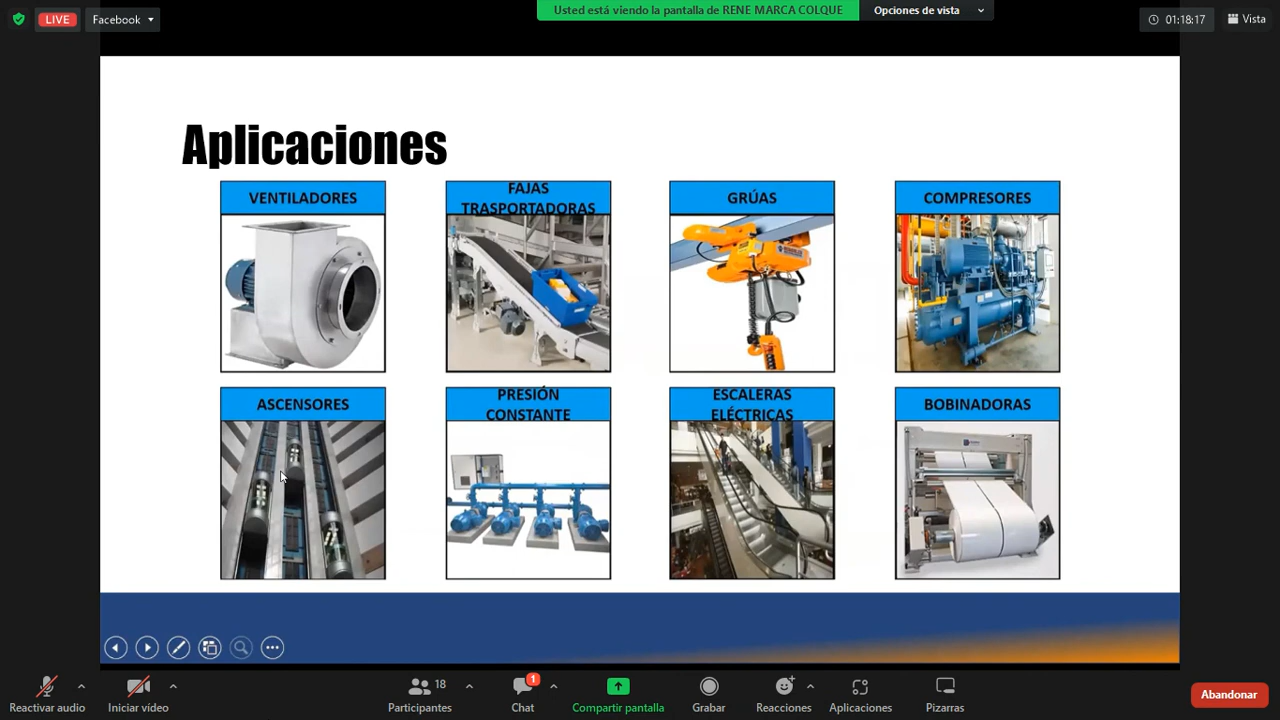 LIVE
Facebook
Usted está viendo la pantalla de RENE MARCA COLQUE
Opciones de vista
01:18:17
Vista
Aplicaciones
VENTILADORES
FAJAS
TRASPORTADORAS
GRÚAS
COMPRESORES
ASCENSORES
PRESIÓN
CONSTANTE
ESCALERAS
ELÉCTRICAS
BOBINADORAS
18
1
Reactivar audio
Iniciar vídeo
Participantes
Chat
Compartir pantalla
Grabar
Reacciones
Aplicaciones
Pizarras
Abandonar